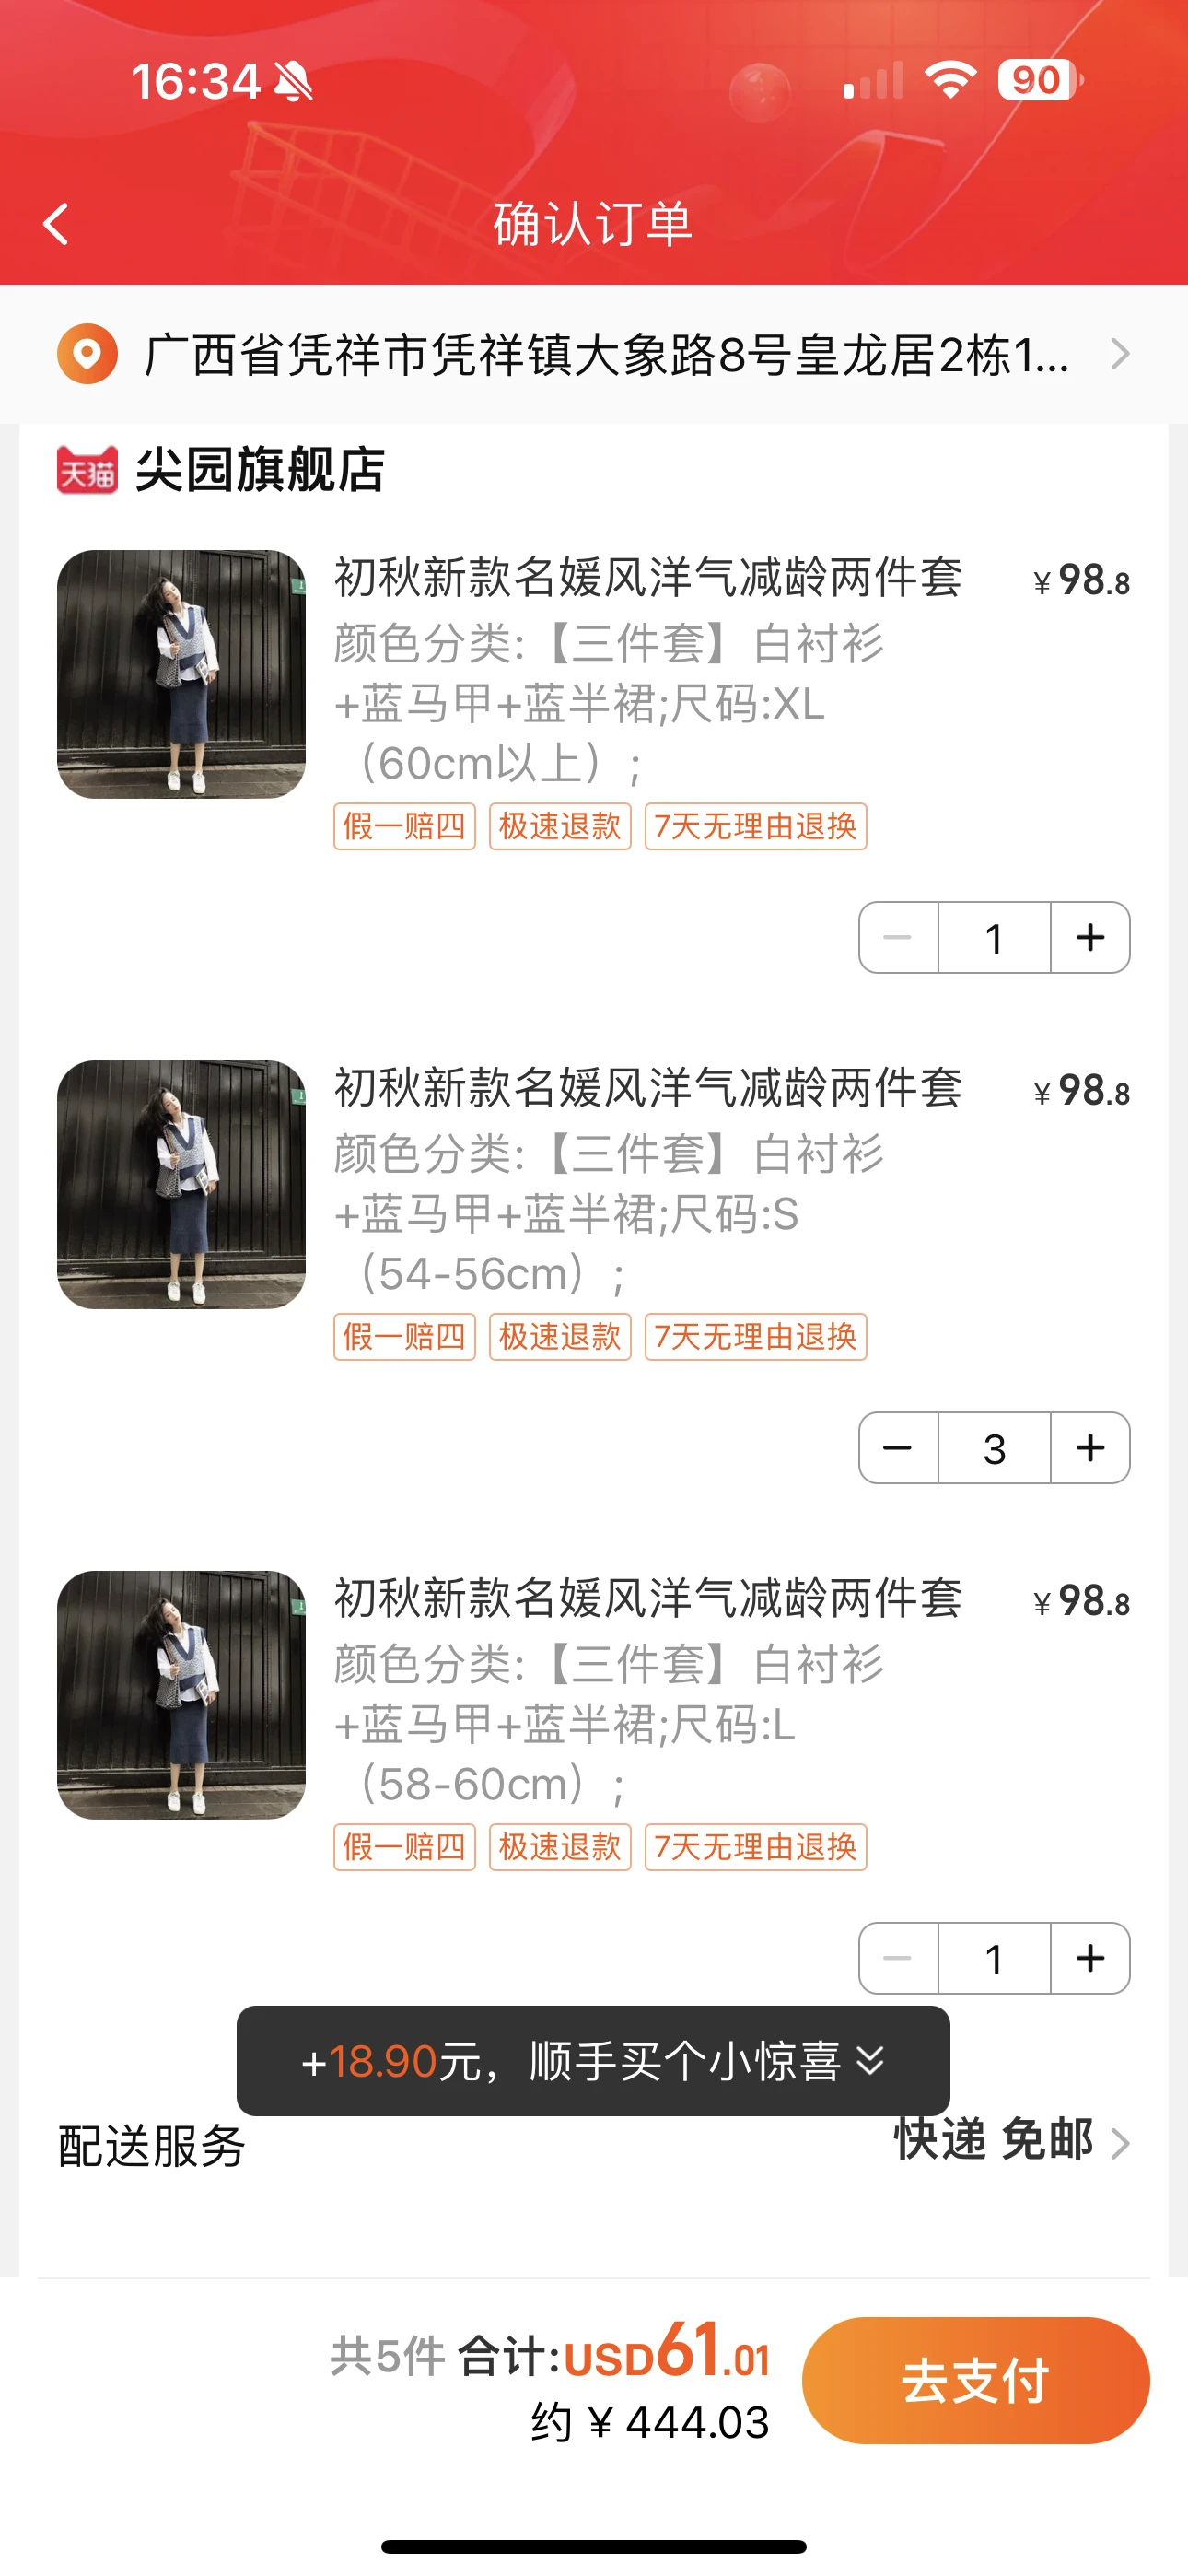 16:34
90
确认订单
广西省凭祥市凭祥镇大象路8号皇龙居2栋1...
天猫 尖园旗舰店
初秋新款名媛风洋气减龄两件套 ¥98.8
颜色分类:【三件套】白衬衫
+蓝马甲+蓝半裙;尺码:XL
（60cm以上）;
假一赔四 极速退款 7天无理由退换
1 +
初秋新款名媛风洋气减龄两件套 ¥98.8
颜色分类:【三件套】白衬衫
+蓝马甲+蓝半裙;尺码:S
（54-56cm）;
假一赔四 极速退款 7天无理由退换
− 3 +
初秋新款名媛风洋气减龄两件套 ¥98.8
颜色分类:【三件套】白衬衫
+蓝马甲+蓝半裙;尺码:L
（58-60cm）;
假一赔四 极速退款 7天无理由退换
− 1 +
+18.90元，顺手买个小惊喜
配送服务 快递 免邮
共5件 合计:USD61.01
约¥444.03
去支付